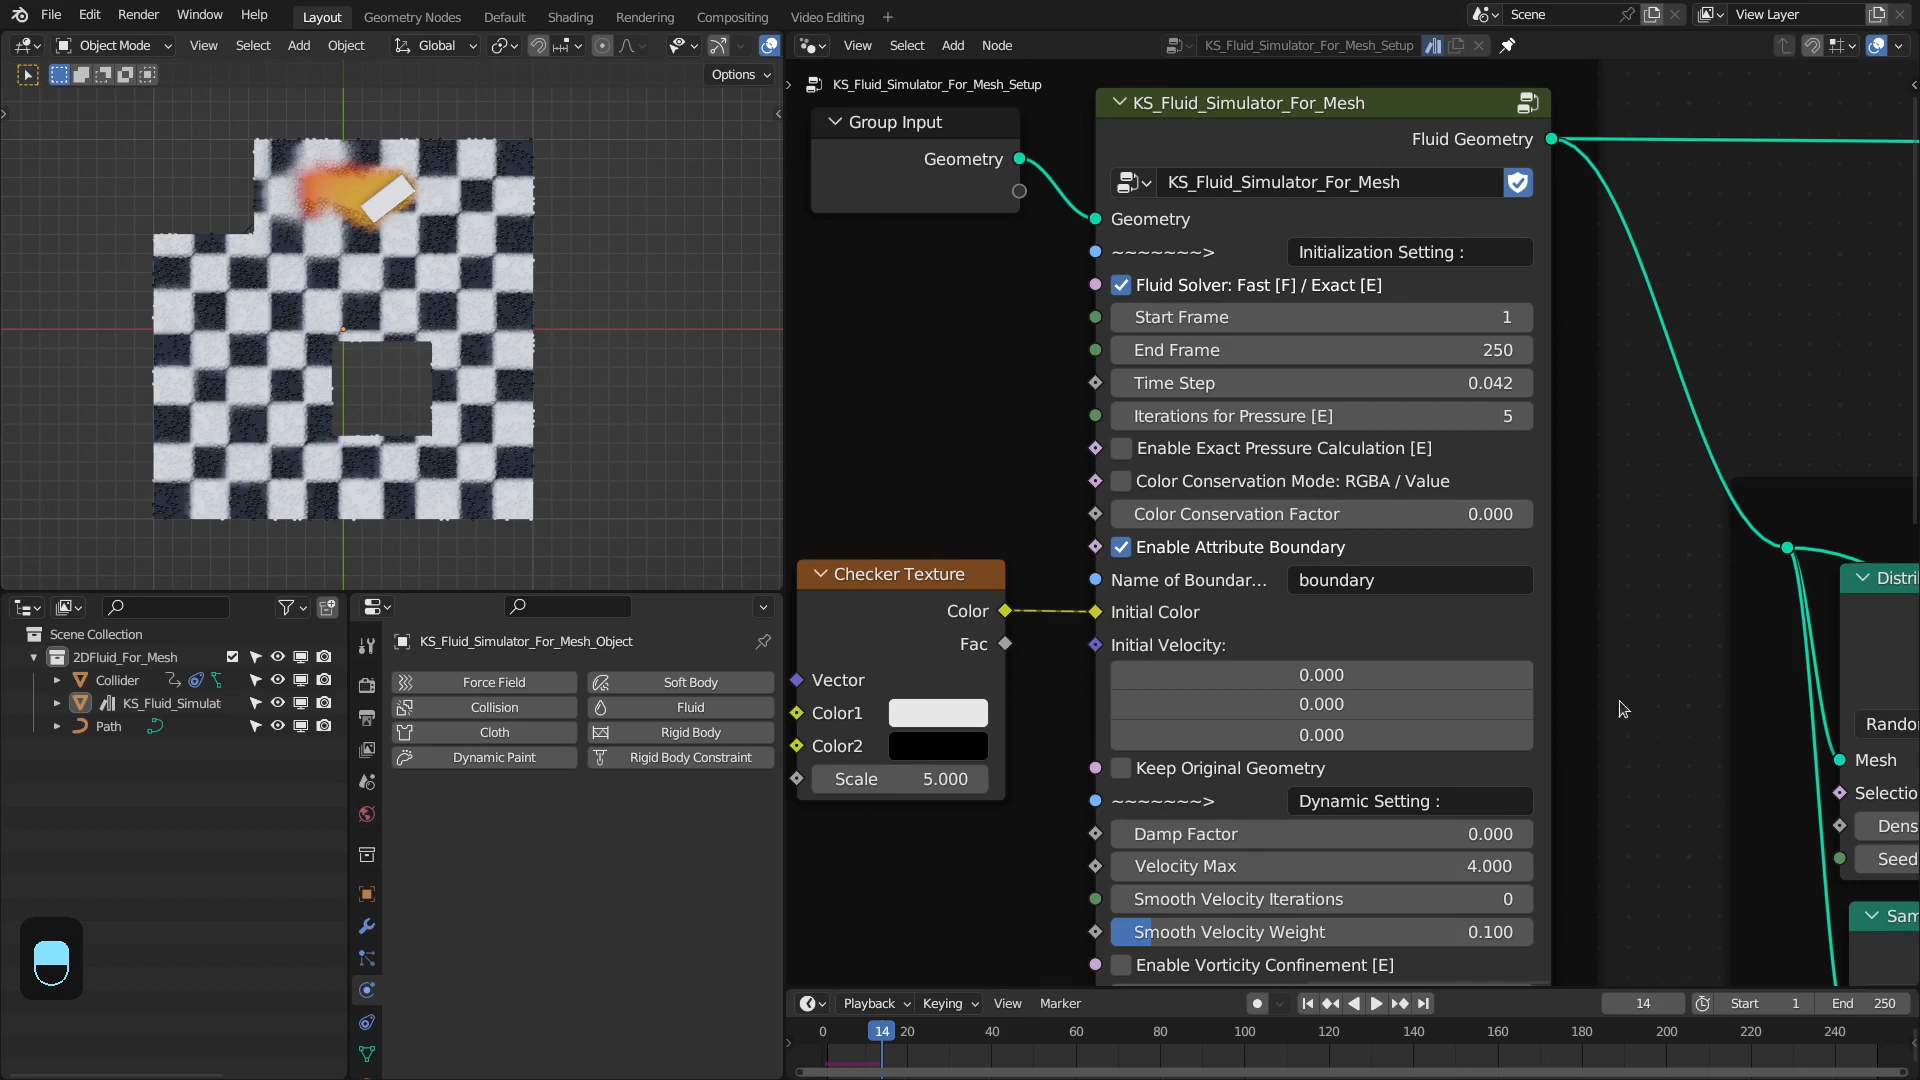 File Edit Render Window Help Layout Geometry Nodes Default Shading Rendering Compositing Video Editing + Scene View Layer
Object Mode View Select Add Object Global
View Select Add Node KS_Fluid_Simulator_For_Mesh_Setup
Options
KS_Fluid_Simulator_For_Mesh_Setup
Group Input
Geometry
KS_Fluid_Simulator_For_Mesh
Fluid Geometry
KS_Fluid_Simulator_For_Mesh
Geometry
~~~~~~~> Initialization Setting :
Fluid Solver: Fast [F] / Exact [E]
Start Frame 1
End Frame 250
Time Step 0.042
Iterations for Pressure [E] 5
Enable Exact Pressure Calculation [E]
Color Conservation Mode: RGBA / Value
Color Conservation Factor 0.000
Enable Attribute Boundary
Name of Boundar... boundary
Initial Color
Initial Velocity:
0.000
0.000
0.000
Keep Original Geometry
~~~~~~~> Dynamic Setting :
Damp Factor 0.000
Velocity Max 4.000
Smooth Velocity Iterations 0
Smooth Velocity Weight 0.100
Enable Vorticity Confinement [E]
Checker Texture
Color
Fac
Vector
Color1
Color2
Scale 5.000
Distri
Rando
Mesh
Selectio
Dens
Seed
Sam
Scene Collection
2DFluid_For_Mesh
Collider
KS_Fluid_Simulat
Path
KS_Fluid_Simulator_For_Mesh_Object
Force Field Soft Body
Collision Fluid
Cloth Rigid Body
Dynamic Paint Rigid Body Constraint
Playback Keying View Marker 14 Start 1 End 250
0 14 20 40 60 80 100 120 140 160 180 200 220 240